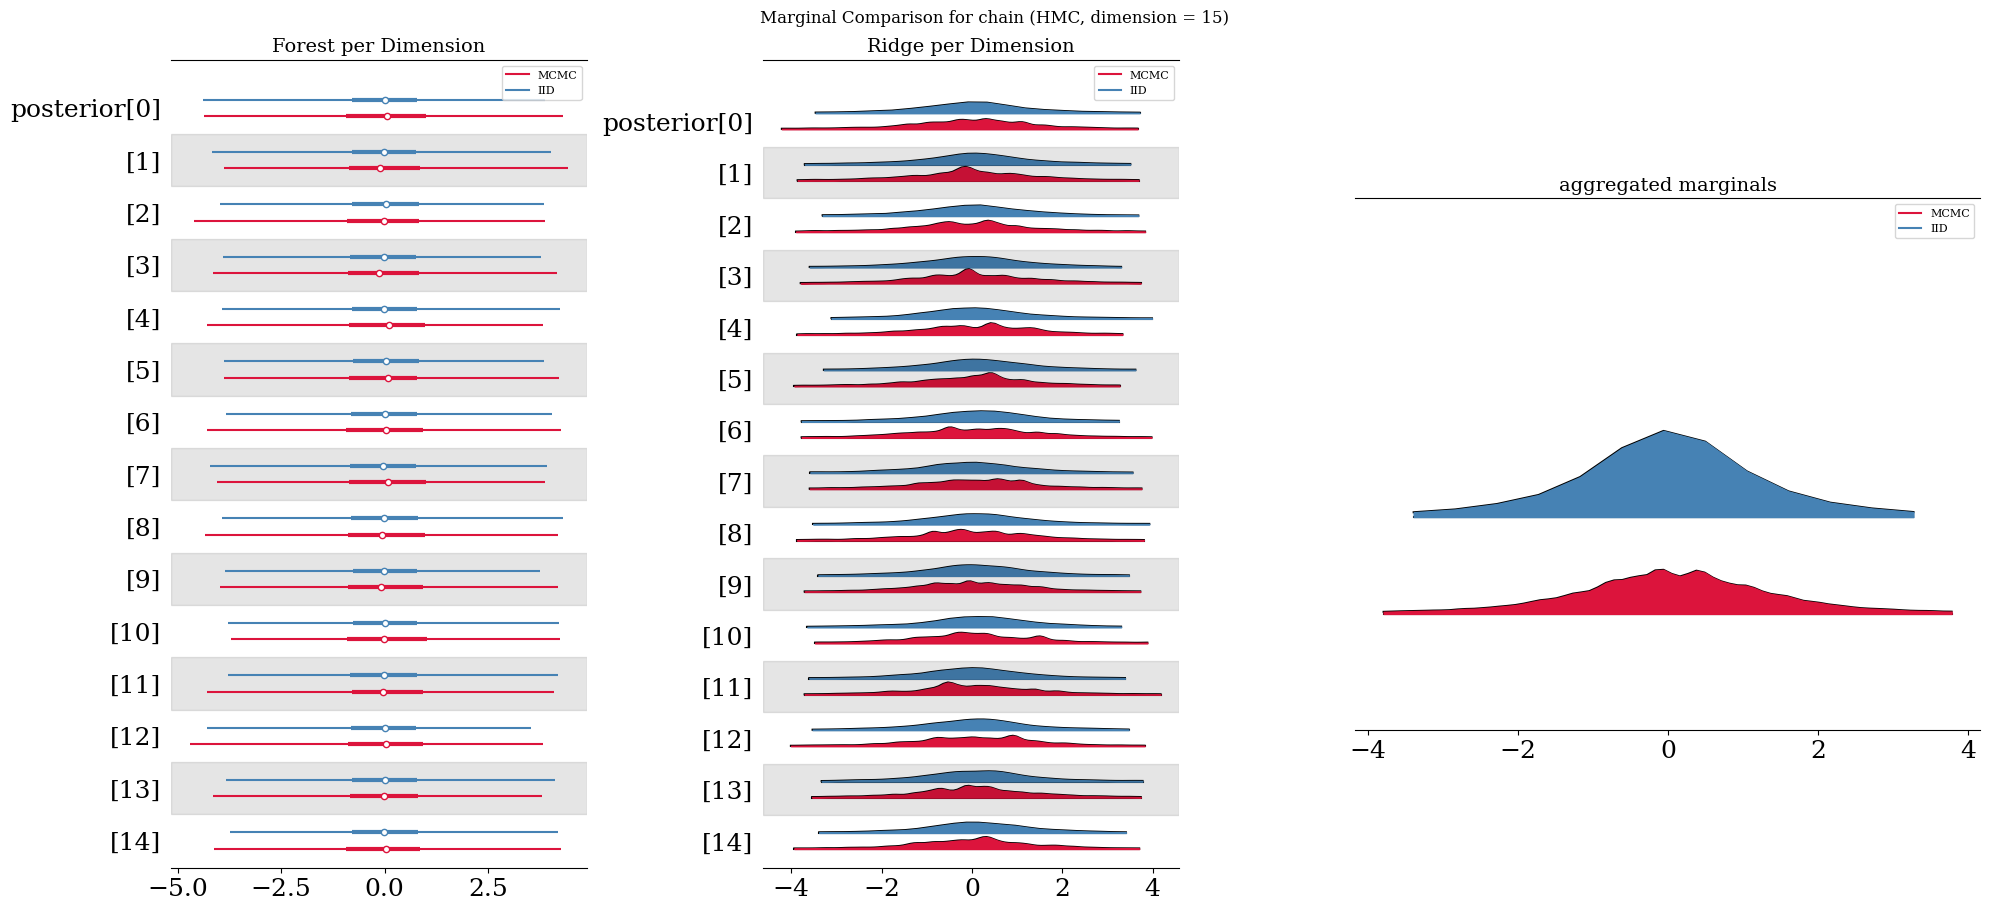 Marginal Comparison for chain (HMC, dimension = 15)
Forest per Dimension
MCMC
IID
posterior[0]
[1]
[2]
[3]
[4]
[5]
[6]
[7]
[8]
[9]
[10]
[11]
[12]
[13]
[14]
−5.0 −2.5 0.0 2.5
Ridge per Dimension
MCMC
IID
posterior[0]
[1]
[2]
[3]
[4]
[5]
[6]
[7]
[8]
[9]
[10]
[11]
[12]
[13]
[14]
−4 −2 0 2 4
aggregated marginals
MCMC
IID
−4 −2 0 2 4